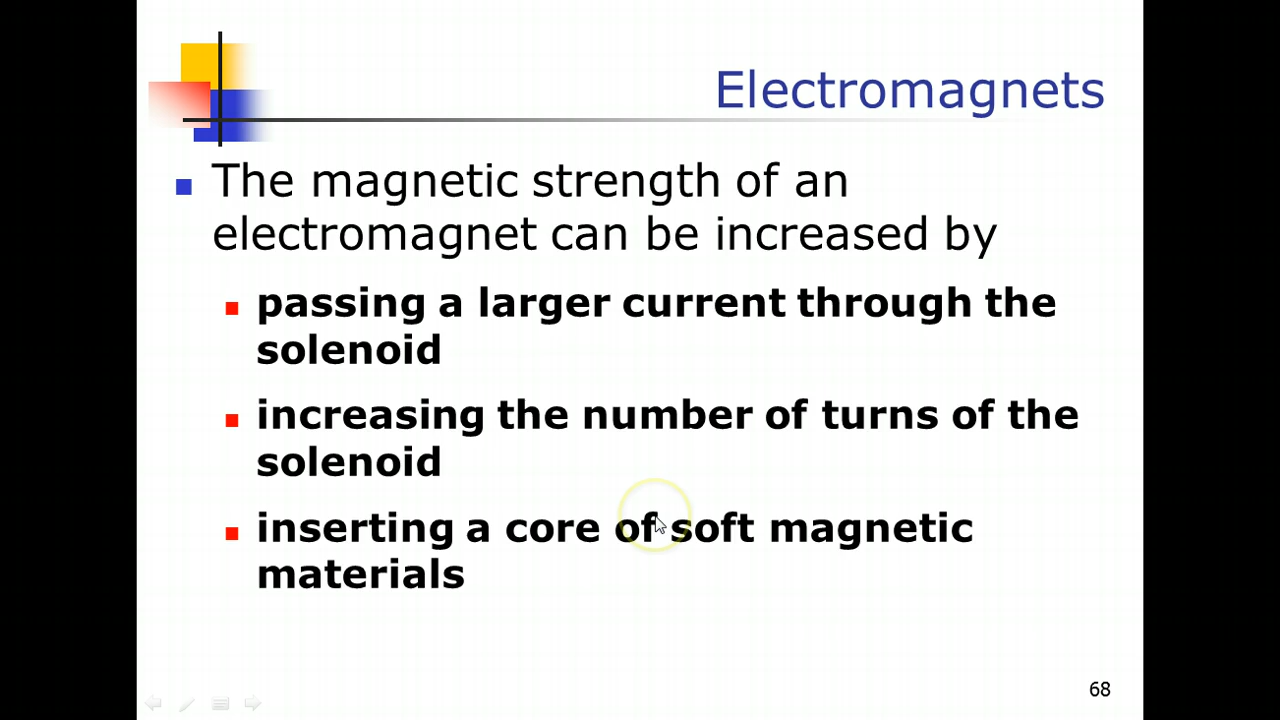 Electromagnets
The magnetic strength of an
electromagnet can be increased by
passing a larger current through the
solenoid
increasing the number of turns of the
solenoid
inserting a core of soft magnetic
materials
68